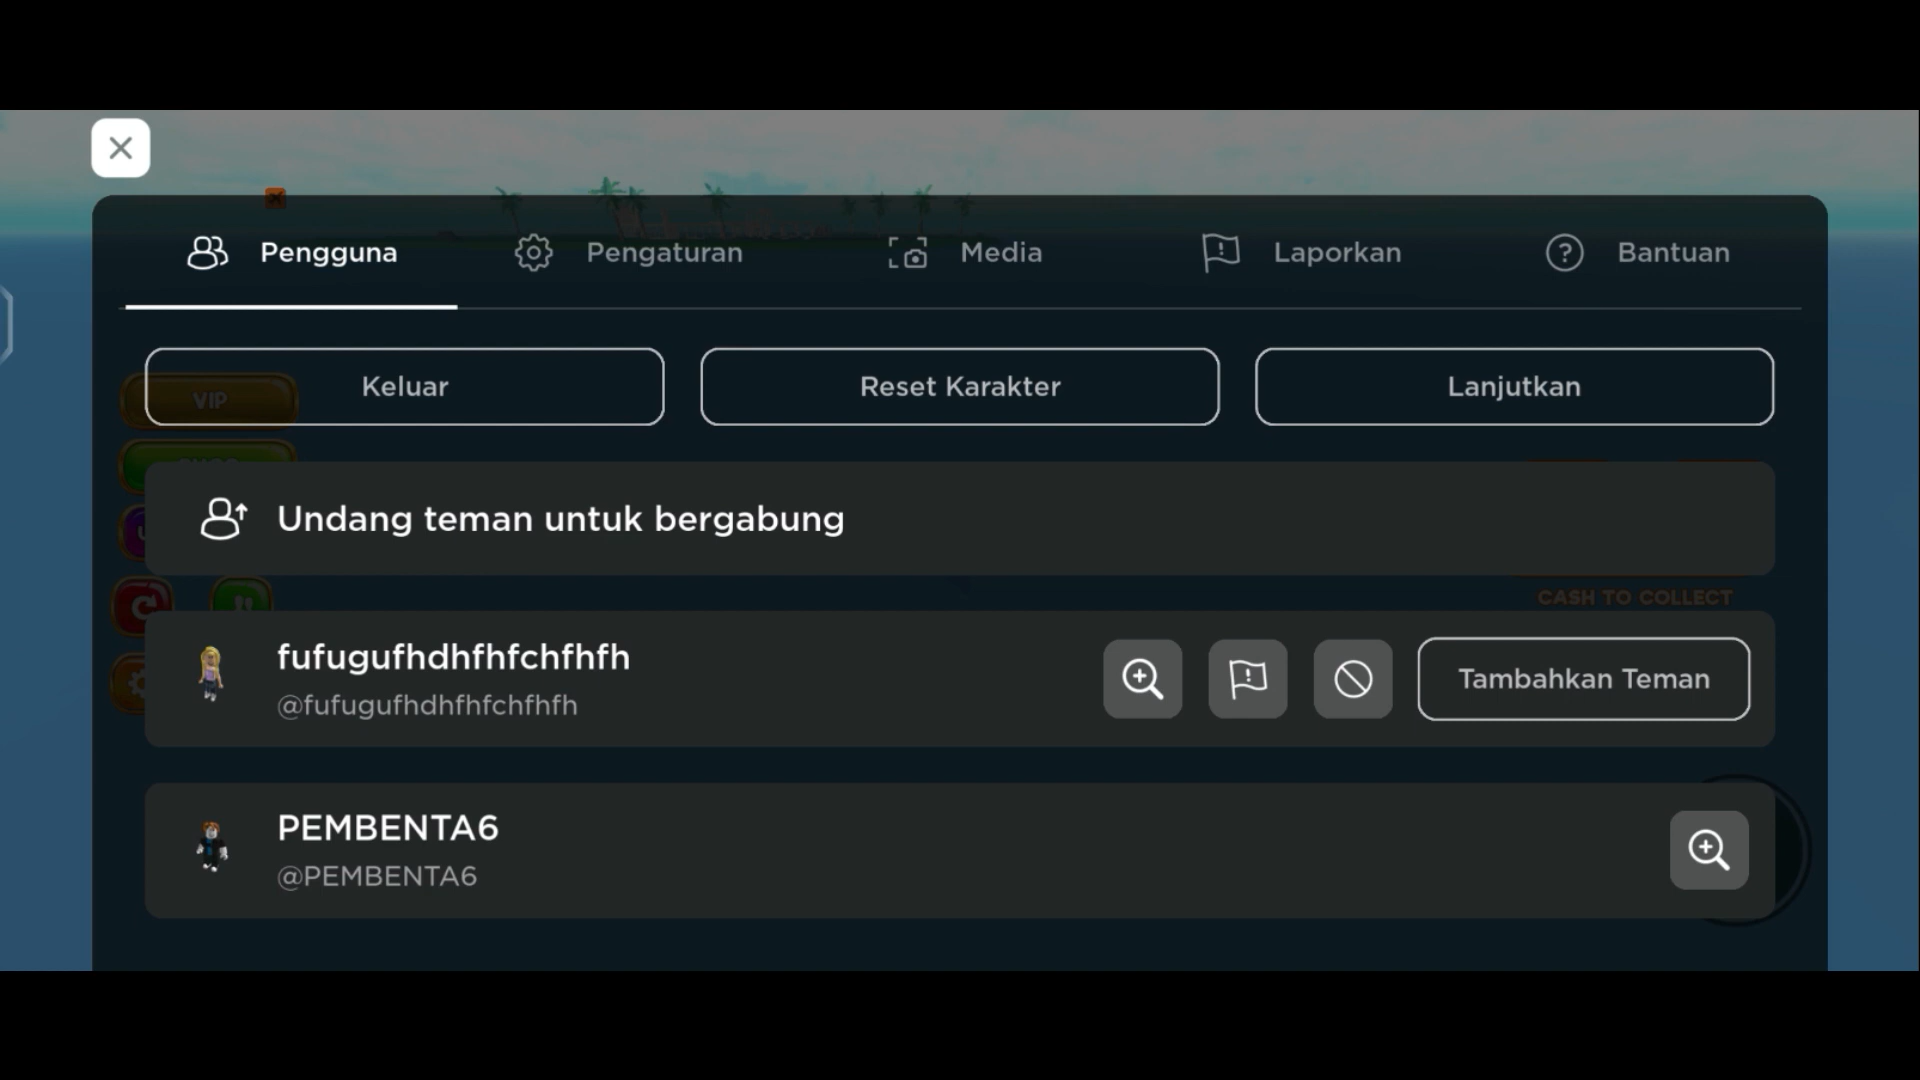 Pengguna
Pengaturan
Media
Laporkan
Bantuan
Keluar
Reset Karakter
Lanjutkan
VIP
Undang teman untuk bergabung
CASH TO COLLECT
fufugufhdhfhfchfhfh
@fufugufhdhfhfchfhfh
Tambahkan Teman
PEMBENTA6
@PEMBENTA6